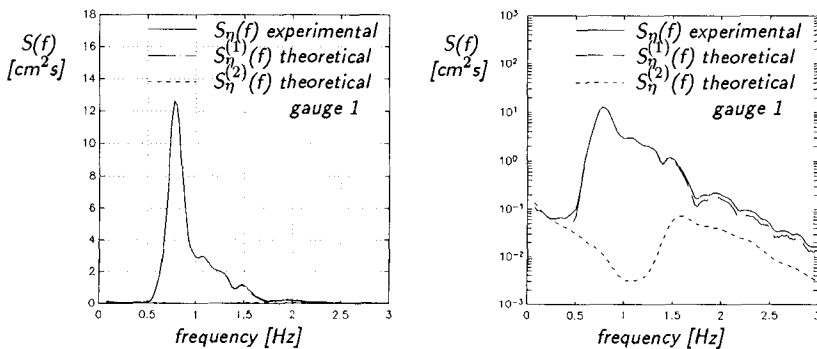 18
16
14
12
10
8
6
4
2
0
S(f)
[cm²s]
S_η(f) experimental
S_η^(1)(f) theoretical
S_η^(2)(f) theoretical
gauge 1
0 0.5 1 1.5 2 2.5 3
frequency [Hz]
10³
10²
10¹
10⁰
10⁻¹
10⁻²
10⁻³
S(f)
[cm²s]
S_η(f) experimental
S_η^(1)(f) theoretical
S_η^(2)(f) theoretical
gauge 1
0 0.5 1 1.5 2 2.5 3
frequency [Hz]